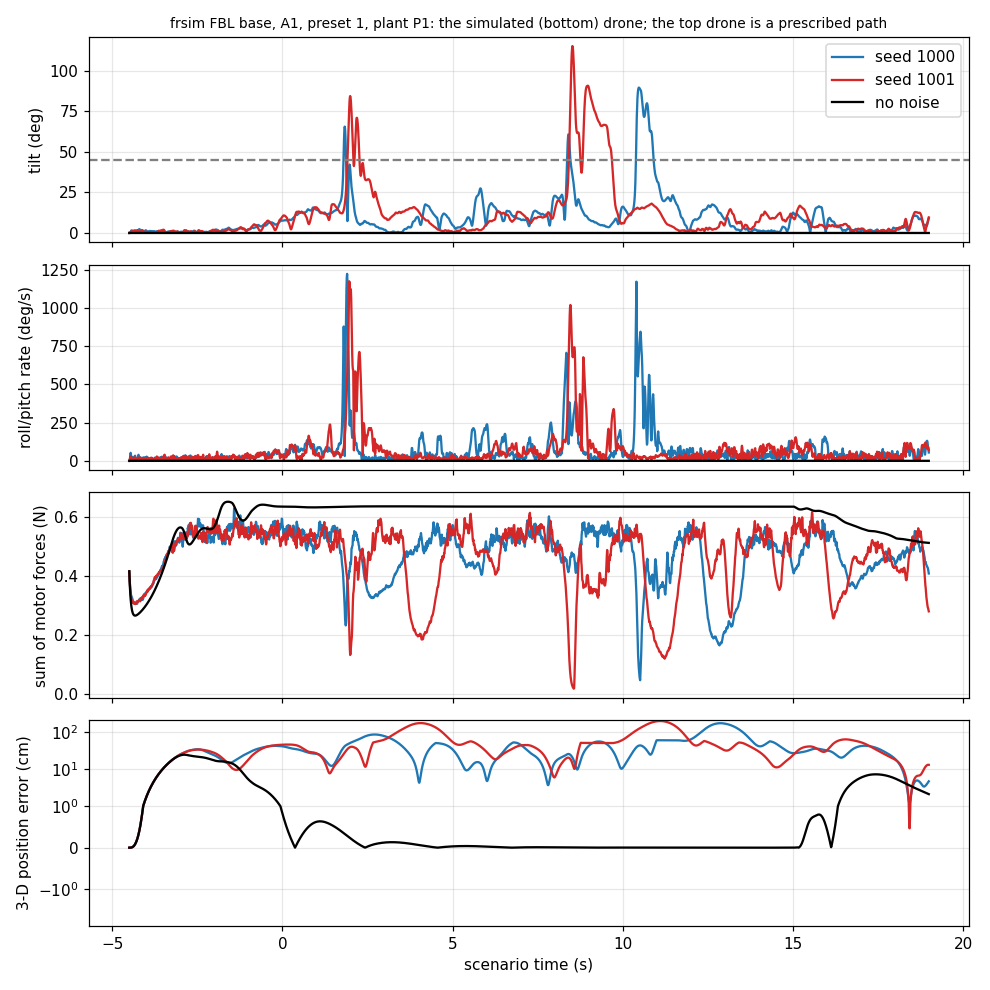 frsim FBL base, A1, preset 1, plant P1: the simulated (bottom) drone; the top drone is a prescribed path
tilt (deg)
100
75
50
25
0
seed 1000
seed 1001
no noise
roll/pitch rate (deg/s)
1250
1000
750
500
250
0
sum of motor forces (N)
0.6
0.4
0.2
0.0
3-D position error (cm)
10²
10¹
10⁰
0
−10⁰
−5
0
5
10
15
20
scenario time (s)